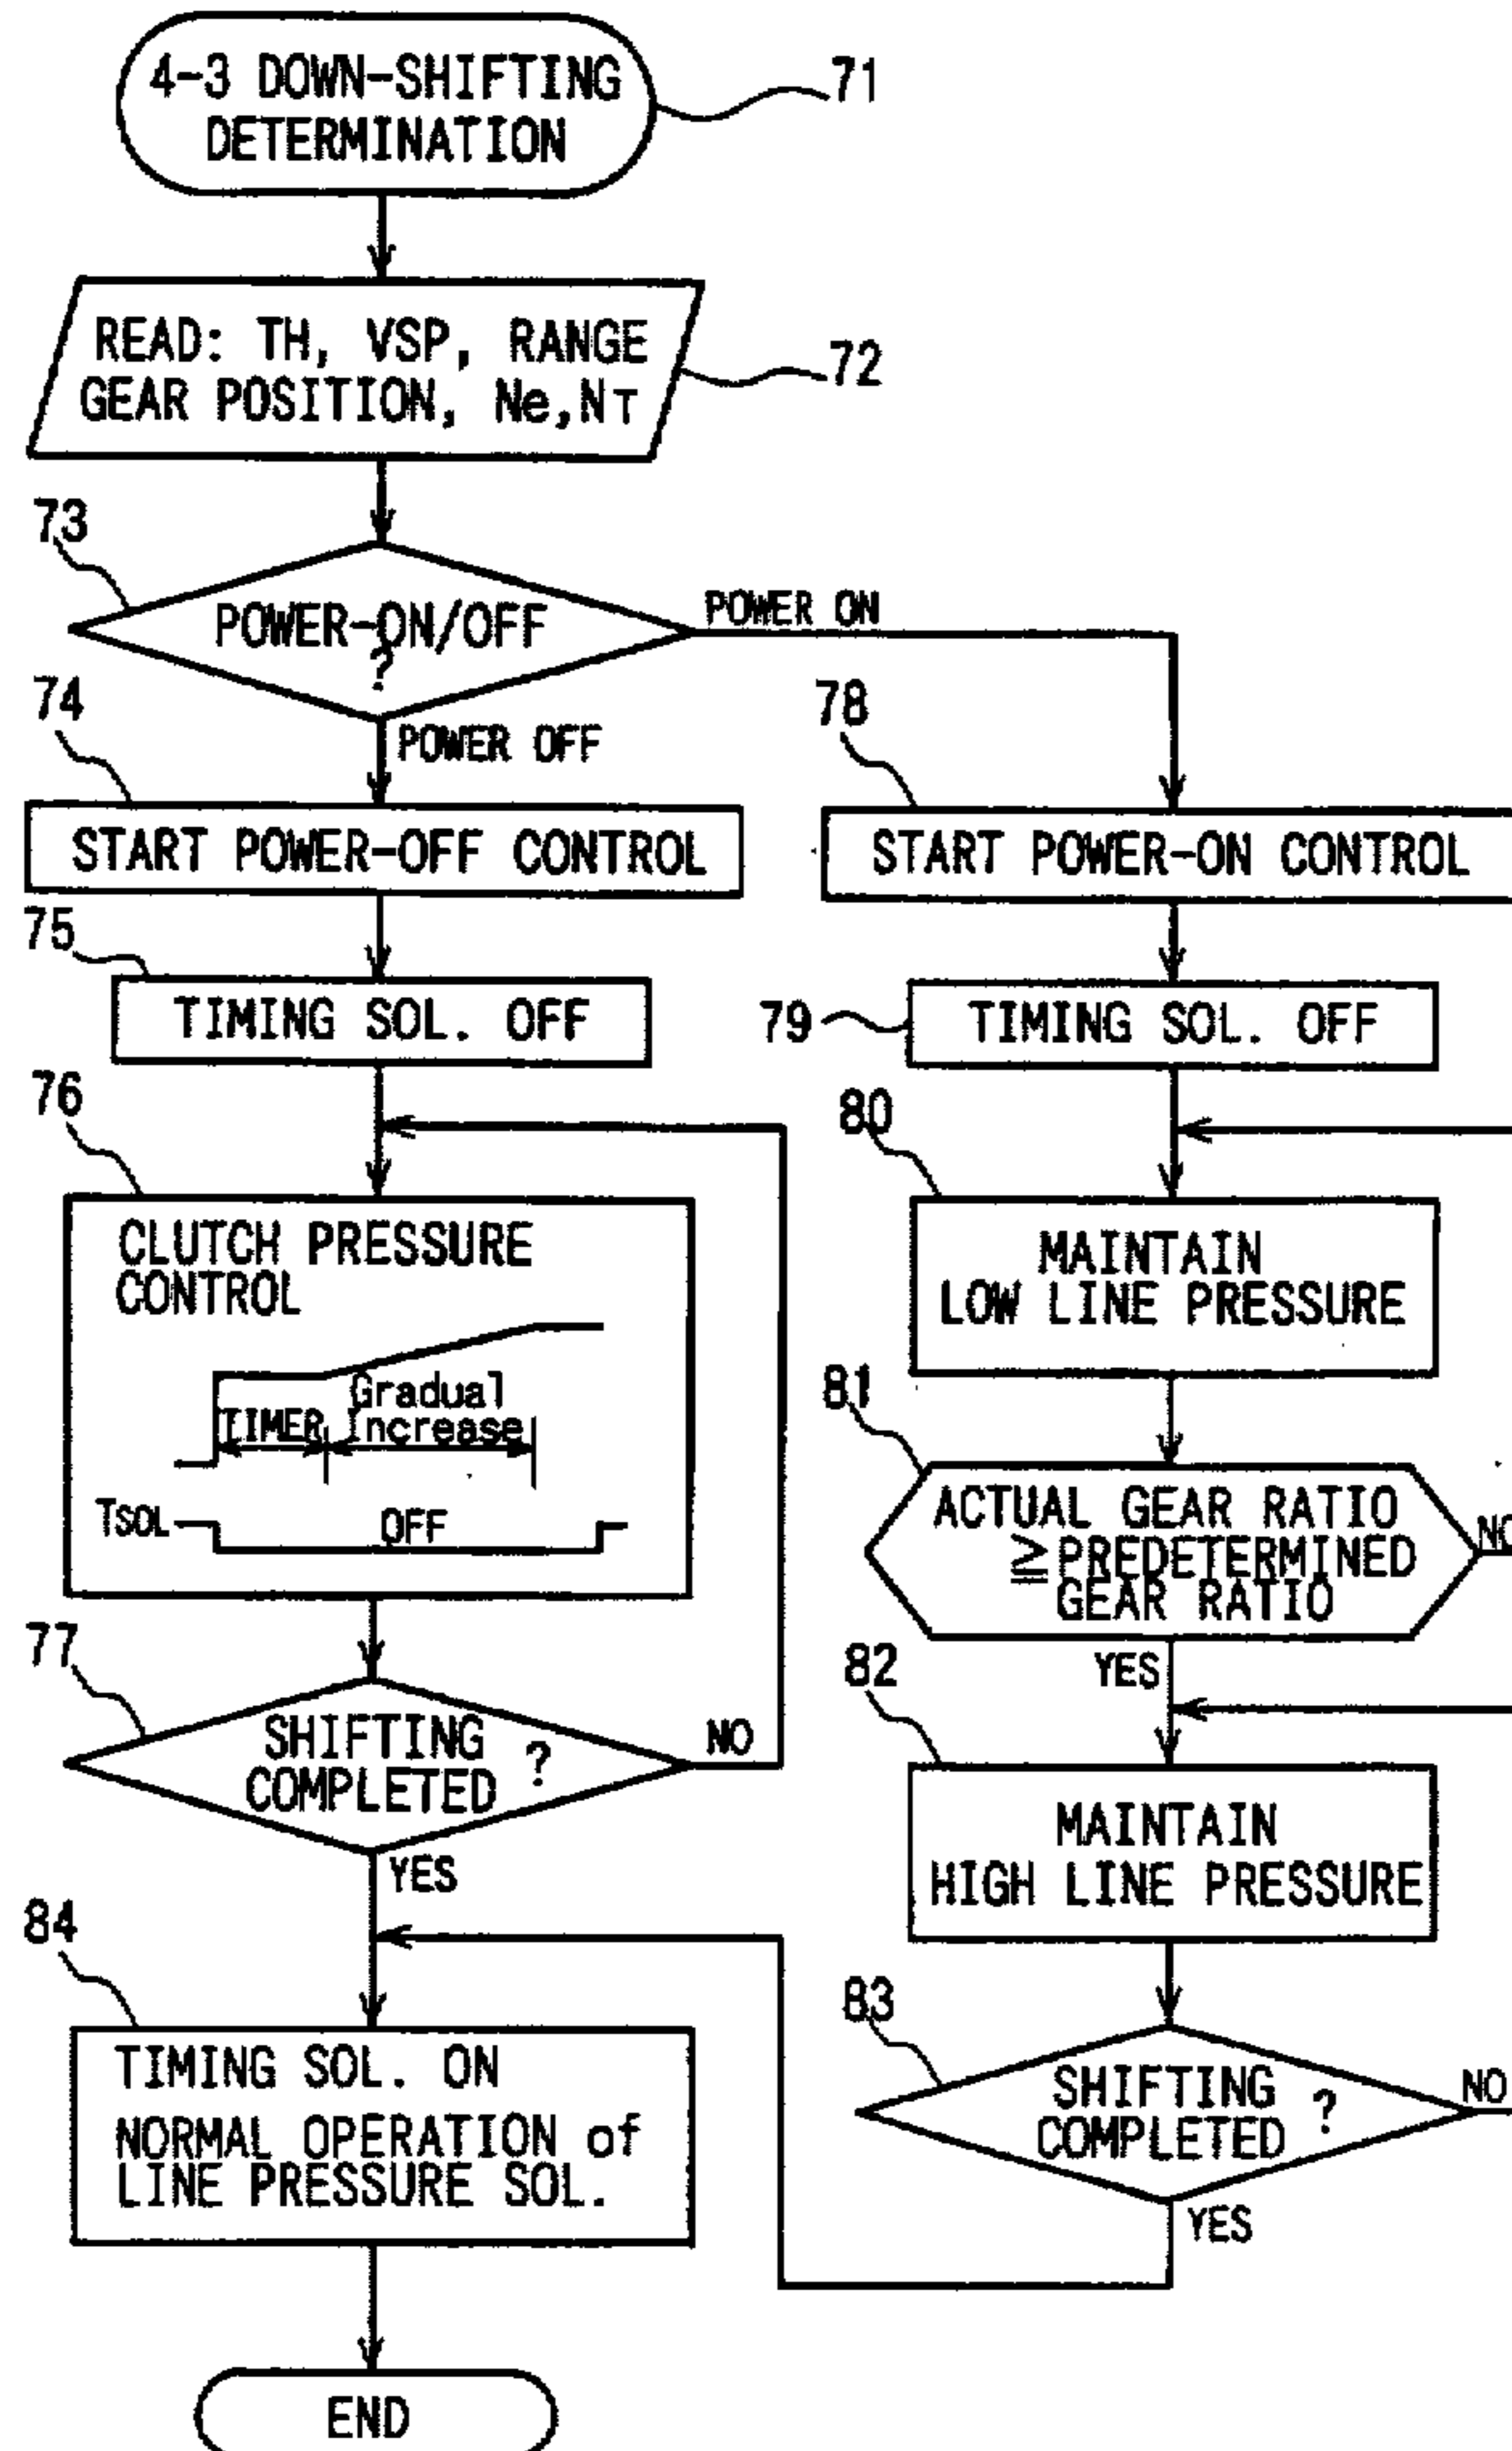 4-3 DOWN-SHIFTING
DETERMINATION
71
READ: TH, VSP, RANGE
GEAR POSITION, Ne,NT
72
73
POWER-ON/OFF
?
POWER ON
POWER OFF
74
START POWER-OFF CONTROL
78
START POWER-ON CONTROL
75
TIMING SOL. OFF
79
TIMING SOL. OFF
76
CLUTCH PRESSURE
CONTROL
Gradual
TIMER Increase
TSOL
OFF
80
MAINTAIN
LOW LINE PRESSURE
81
ACTUAL GEAR RATIO
≧PREDETERMINED
GEAR RATIO
NO
YES
77
SHIFTING
COMPLETED ?
NO
YES
82
MAINTAIN
HIGH LINE PRESSURE
83
SHIFTING
COMPLETED ?
NO
YES
84
TIMING SOL. ON
NORMAL OPERATION of
LINE PRESSURE SOL.
END